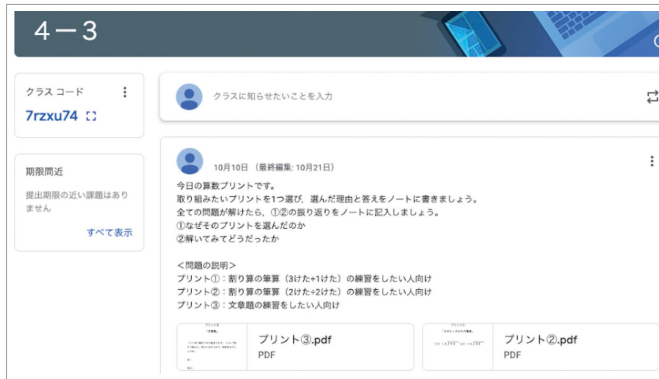 4－3
クラス コード
7rzxu74
クラスに知らせたいことを入力
期限間近
提出期限の近い課題はあり
ません
すべて表示
10月10日 （最終編集: 10月21日）
今日の算数プリントです。
取り組みたいプリントを1つ選び，選んだ理由と答えをノートに書きましょう。
全ての問題が解けたら，①②の振り返りをノートに記入しましょう。
①なぜそのプリントを選んだのか
②解いてみてどうだったか
＜問題の説明＞
プリント①：割り算の筆算（3けた÷1けた）の練習をしたい人向け
プリント②：割り算の筆算（2けた÷2けた）の練習をしたい人向け
プリント③：文章題の練習をしたい人向け
プリント③.pdf
PDF
プリント②.pdf
PDF